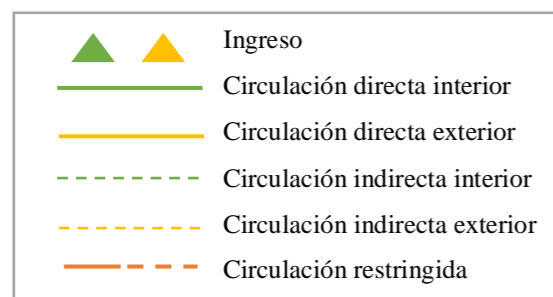 Ingreso
Circulación directa interior
Circulación directa exterior
Circulación indirecta interior
Circulación indirecta exterior
Circulación restringida